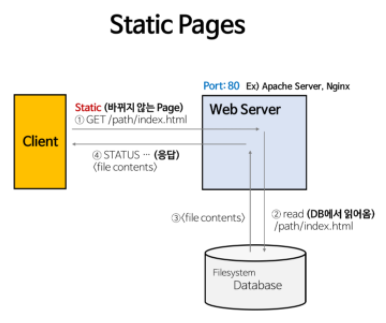 Static Pages
Port: 80 Ex) Apache Server, Nginx
Static (바뀌지 않는 Page)
① GET /path/index.html
Web Server
Client
④ STATUS ... (응답)
<file contents>
③<file contents>
② read (DB에서 읽어옴)
/path/index.html
Filesystem
Database